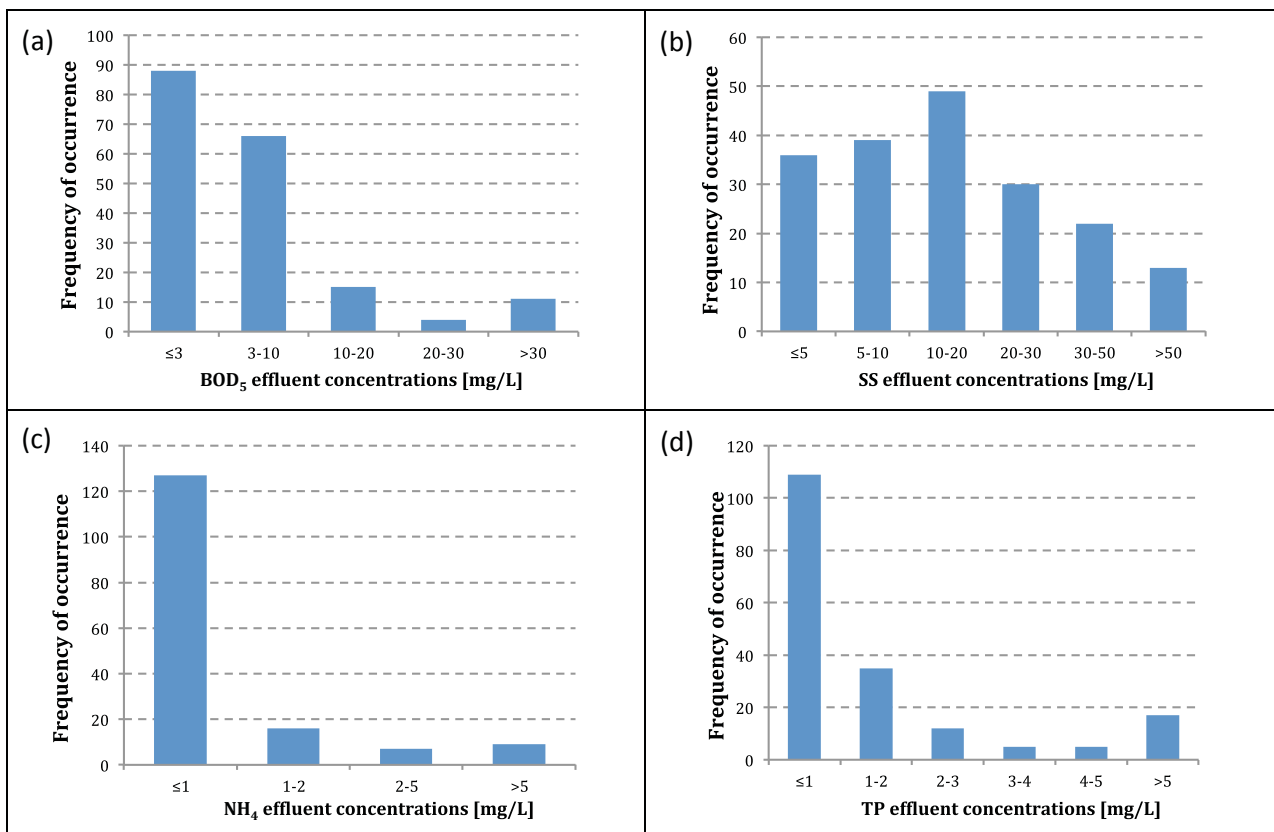 (a)
Frequency of occurrence
100
90
80
70
60
50
40
30
20
10
0
≤3 3-10 10-20 20-30 >30
BOD₅ effluent concentrations [mg/L]
(b)
Frequency of occurrence
60
50
40
30
20
10
0
≤5 5-10 10-20 20-30 30-50 >50
SS effluent concentrations [mg/L]
(c)
Frequency of occurrence
140
120
100
80
60
40
20
0
≤1 1-2 2-5 >5
NH₄ effluent concentrations [mg/L]
(d)
Frequency of occurrence
120
100
80
60
40
20
0
≤1 1-2 2-3 3-4 4-5 >5
TP effluent concentrations [mg/L]